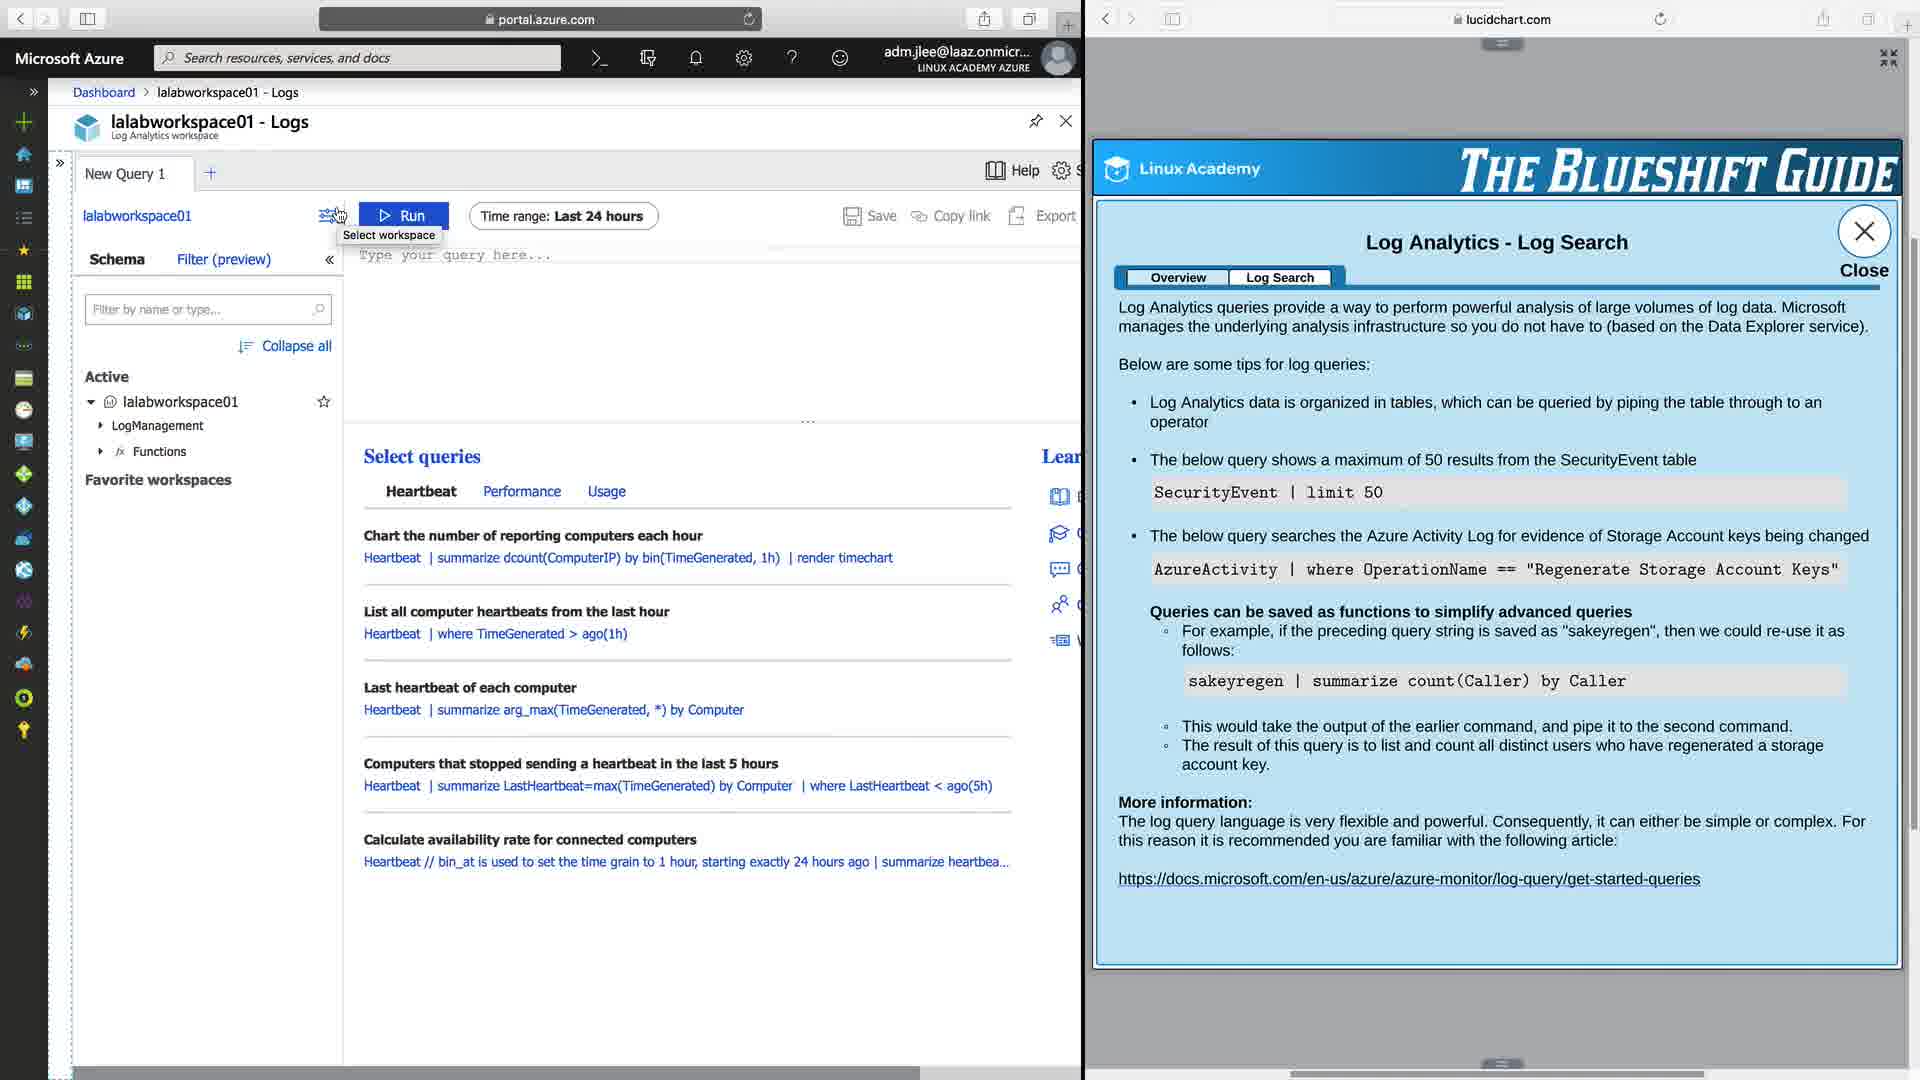 portal.azure.com
Microsoft Azure
Search resources, services, and docs
adm.jlee@laaz.onmicr...
LINUX ACADEMY AZURE
Dashboard > lalabworkspace01 - Logs
lalabworkspace01 - Logs
Log Analytics workspace
New Query 1
Help
lalabworkspace01
Run
Time range: Last 24 hours
Save
Copy link
Export
Select workspace
Type your query here...
Schema
Filter (preview)
Filter by name or type...
Collapse all
Active
lalabworkspace01
LogManagement
fx Functions
Favorite workspaces
Select queries
Heartbeat
Performance
Usage
Chart the number of reporting computers each hour
Heartbeat | summarize dcount(ComputerIP) by bin(TimeGenerated, 1h) | render timechart
List all computer heartbeats from the last hour
Heartbeat | where TimeGenerated > ago(1h)
Last heartbeat of each computer
Heartbeat | summarize arg_max(TimeGenerated, *) by Computer
Computers that stopped sending a heartbeat in the last 5 hours
Heartbeat | summarize LastHeartbeat=max(TimeGenerated) by Computer | where LastHeartbeat < ago(5h)
Calculate availability rate for connected computers
Heartbeat // bin_at is used to set the time grain to 1 hour, starting exactly 24 hours ago | summarize heartbea...
lucidchart.com
Linux Academy
THE BLUESHIFT GUIDE
Log Analytics - Log Search
Close
Overview
Log Search
Log Analytics queries provide a way to perform powerful analysis of large volumes of log data. Microsoft
manages the underlying analysis infrastructure so you do not have to (based on the Data Explorer service).
Below are some tips for log queries:
• Log Analytics data is organized in tables, which can be queried by piping the table through to an
operator
• The below query shows a maximum of 50 results from the SecurityEvent table
SecurityEvent | limit 50
• The below query searches the Azure Activity Log for evidence of Storage Account keys being changed
AzureActivity | where OperationName == "Regenerate Storage Account Keys"
Queries can be saved as functions to simplify advanced queries
◦ For example, if the preceding query string is saved as "sakeyregen", then we could re-use it as
follows:
sakeyregen | summarize count(Caller) by Caller
◦ This would take the output of the earlier command, and pipe it to the second command.
◦ The result of this query is to list and count all distinct users who have regenerated a storage
account key.
More information:
The log query language is very flexible and powerful. Consequently, it can either be simple or complex. For
this reason it is recommended you are familiar with the following article:
https://docs.microsoft.com/en-us/azure/azure-monitor/log-query/get-started-queries